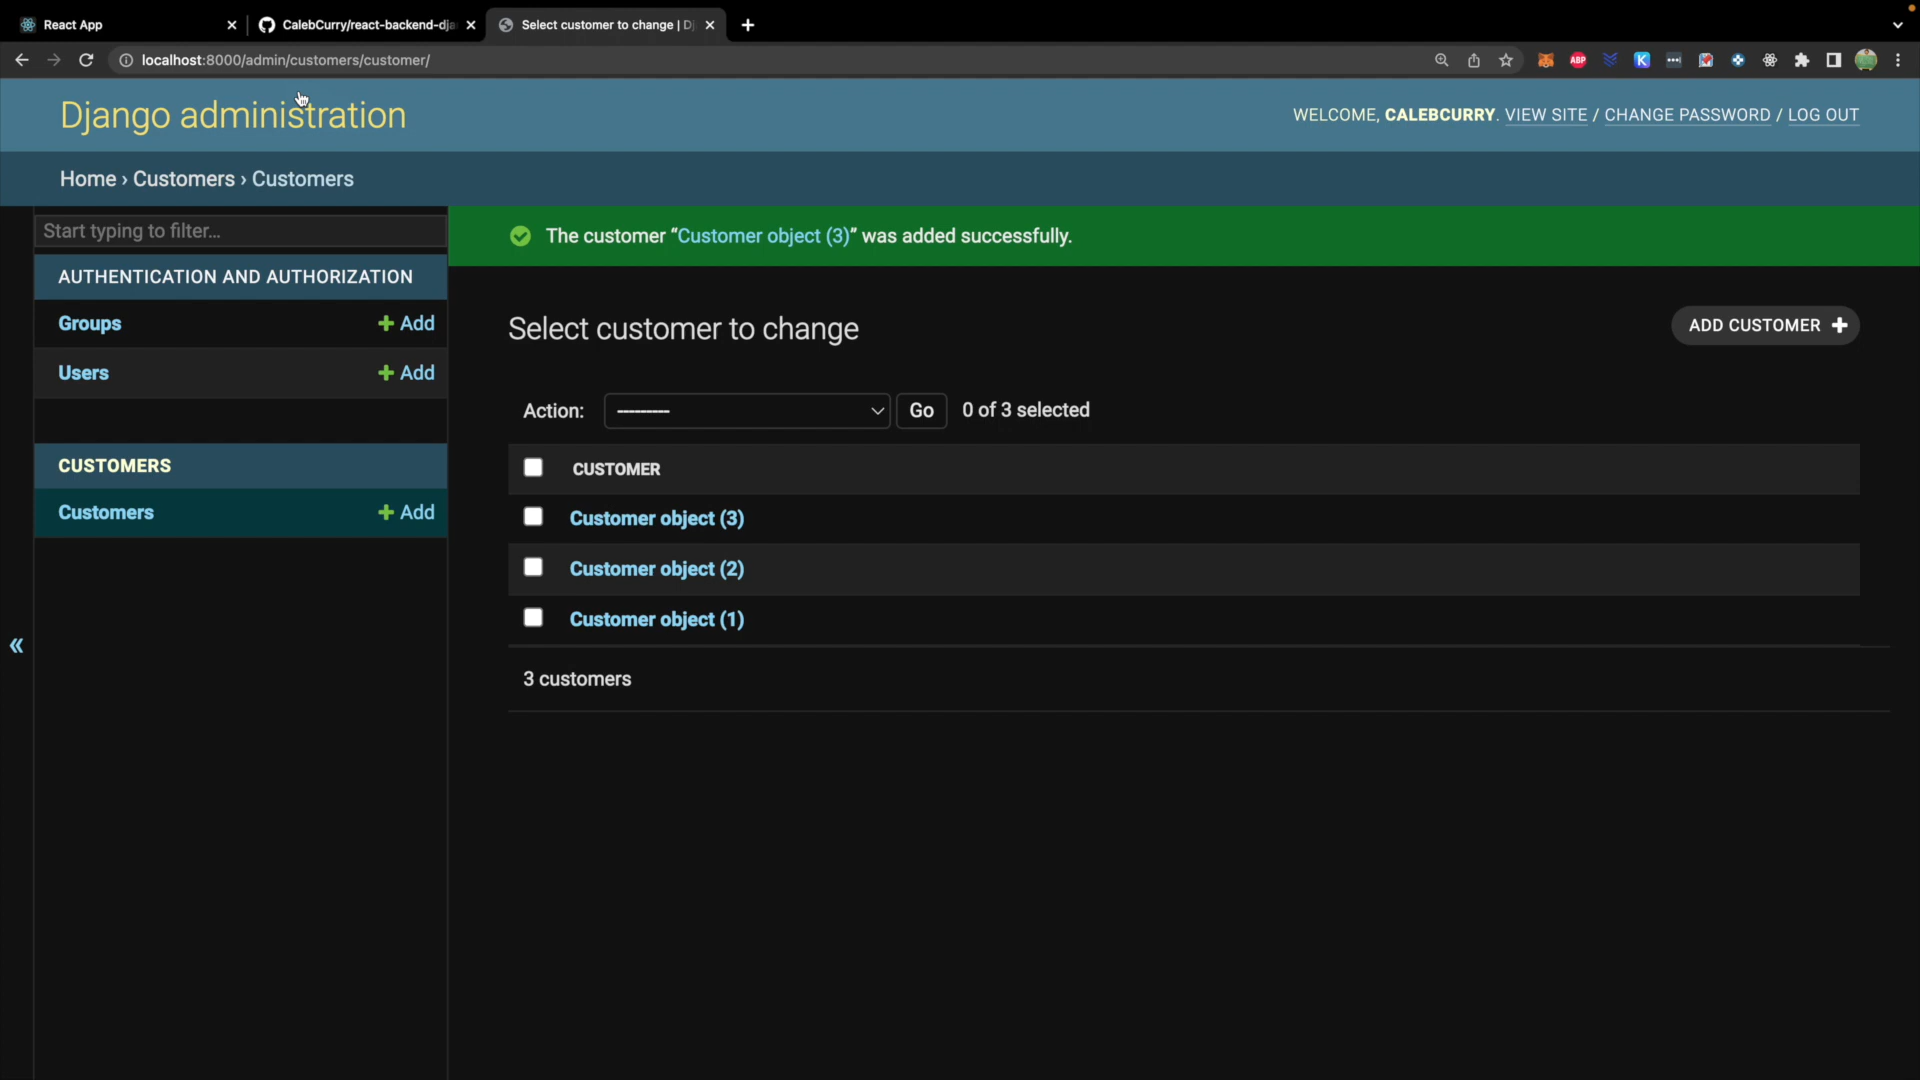 React App
CalebCurry/react-backend-dja
Select customer to change | Dj
localhost:8000/admin/customers/customer/
ABP
K
Django administration
WELCOME, CALEBCURRY. VIEW SITE / CHANGE PASSWORD / LOG OUT
Home › Customers › Customers
Start typing to filter...
The customer “Customer object (3)” was added successfully.
AUTHENTICATION AND AUTHORIZATION
Groups + Add
Users + Add
CUSTOMERS
Customers + Add
«
Select customer to change
ADD CUSTOMER +
Action: --------- Go 0 of 3 selected
CUSTOMER
Customer object (3)
Customer object (2)
Customer object (1)
3 customers